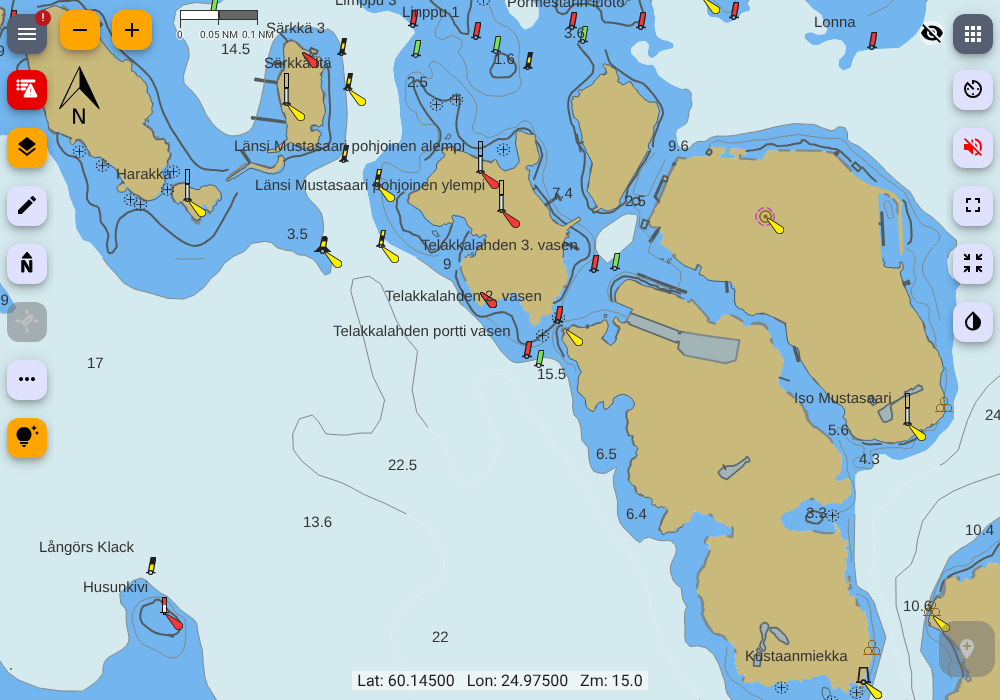 Linppu 3
Linppu 1
Pormestarin luoto
Lonna
!
0
0.05 NM
0.1 NM
Särkkä 3
14.5
3.6
1.6
Särkkä itä
2.5
N
Länsi Mustasaari pohjoinen alempi
9.6
Harakka
Länsi Mustasaari pohjoinen ylempi
7.4
2.5
3.5
Telakkalahden 3. vasen
9
N
9
Telakkalahden 2. vasen
Telakkalahden portti vasen
17
15.5
Iso Mustasaari
24
5.6
6.5
4.3
22.5
3.3
6.4
13.6
10.4
Långörs Klack
Husunkivi
10.6
22
Kustaanmiekka
Lat: 60.14500 Lon: 24.97500 Zm: 15.0